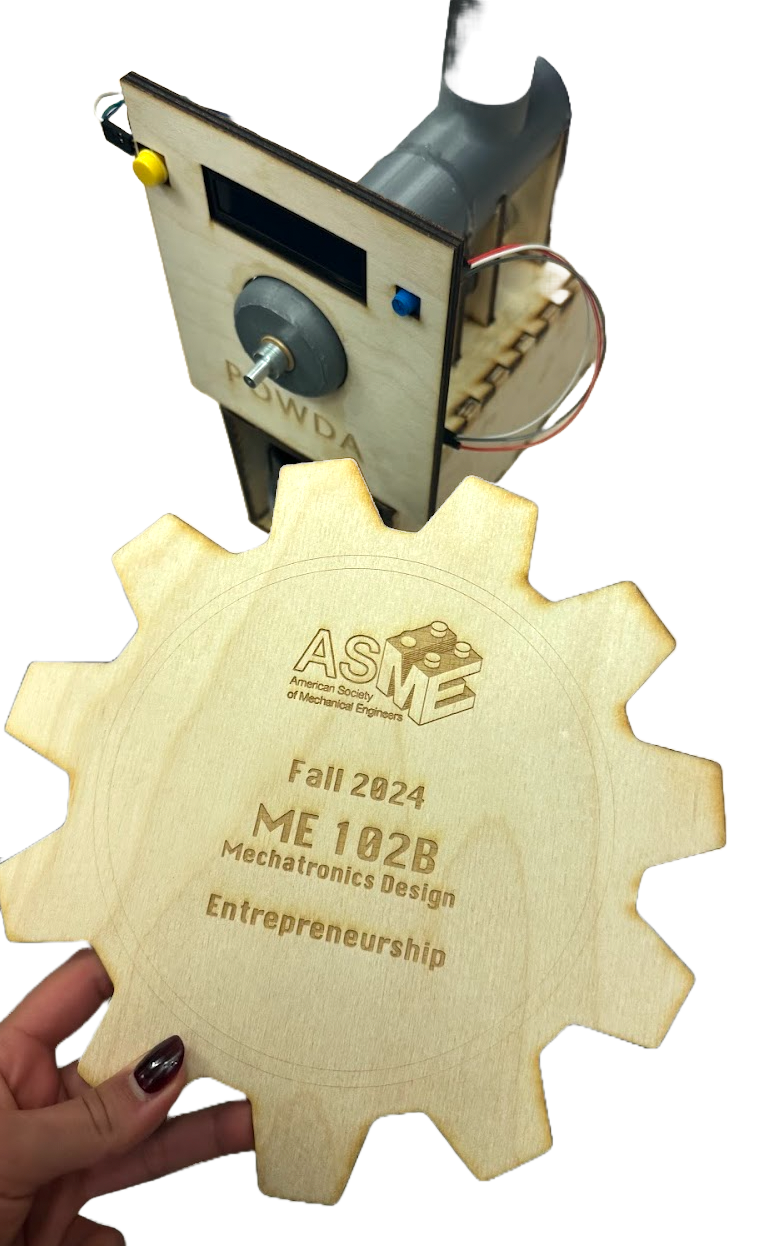 POWDA
ASME
American Society
of Mechanical Engineers
Fall 2024
ME 102B
Mechatronics Design
Entrepreneurship